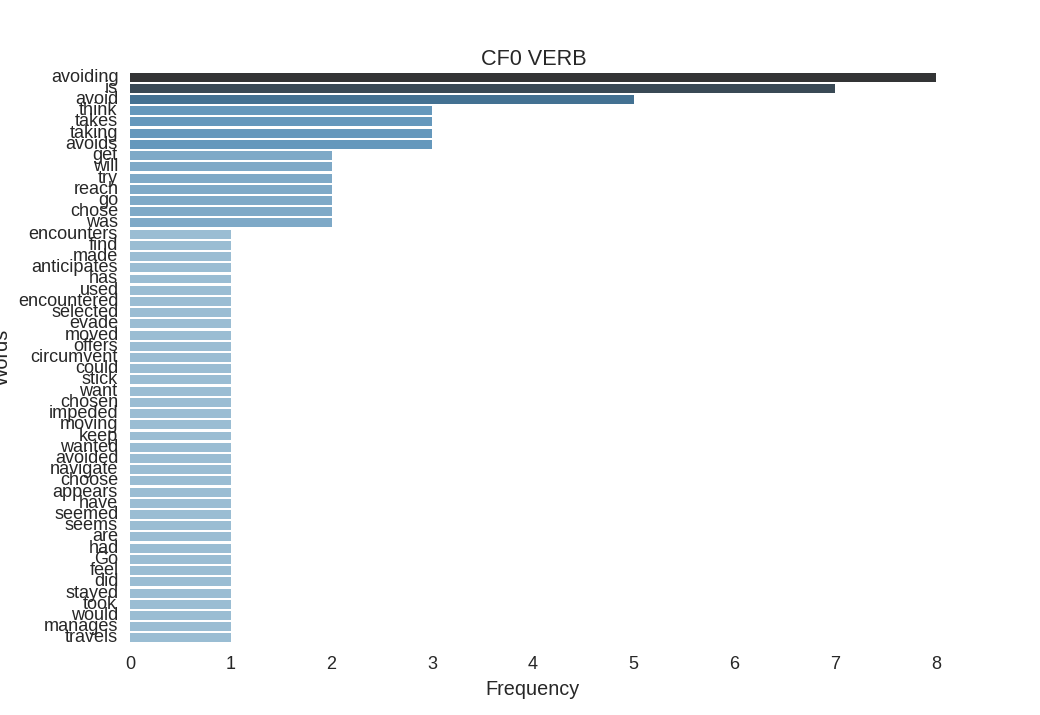 CF0 VERB
avoiding
is
avoid
think
takes
taking
avoids
get
will
try
reach
go
chose
was
encounters
find
made
anticipates
has
used
encountered
selected
evade
moved
offers
circumvent
could
stick
want
chosen
impeded
moving
keep
wanted
avoided
navigate
choose
appears
have
seemed
seems
are
had
Go
feel
did
stayed
took
would
manages
travels
Words
0 1 2 3 4 5 6 7 8
Frequency